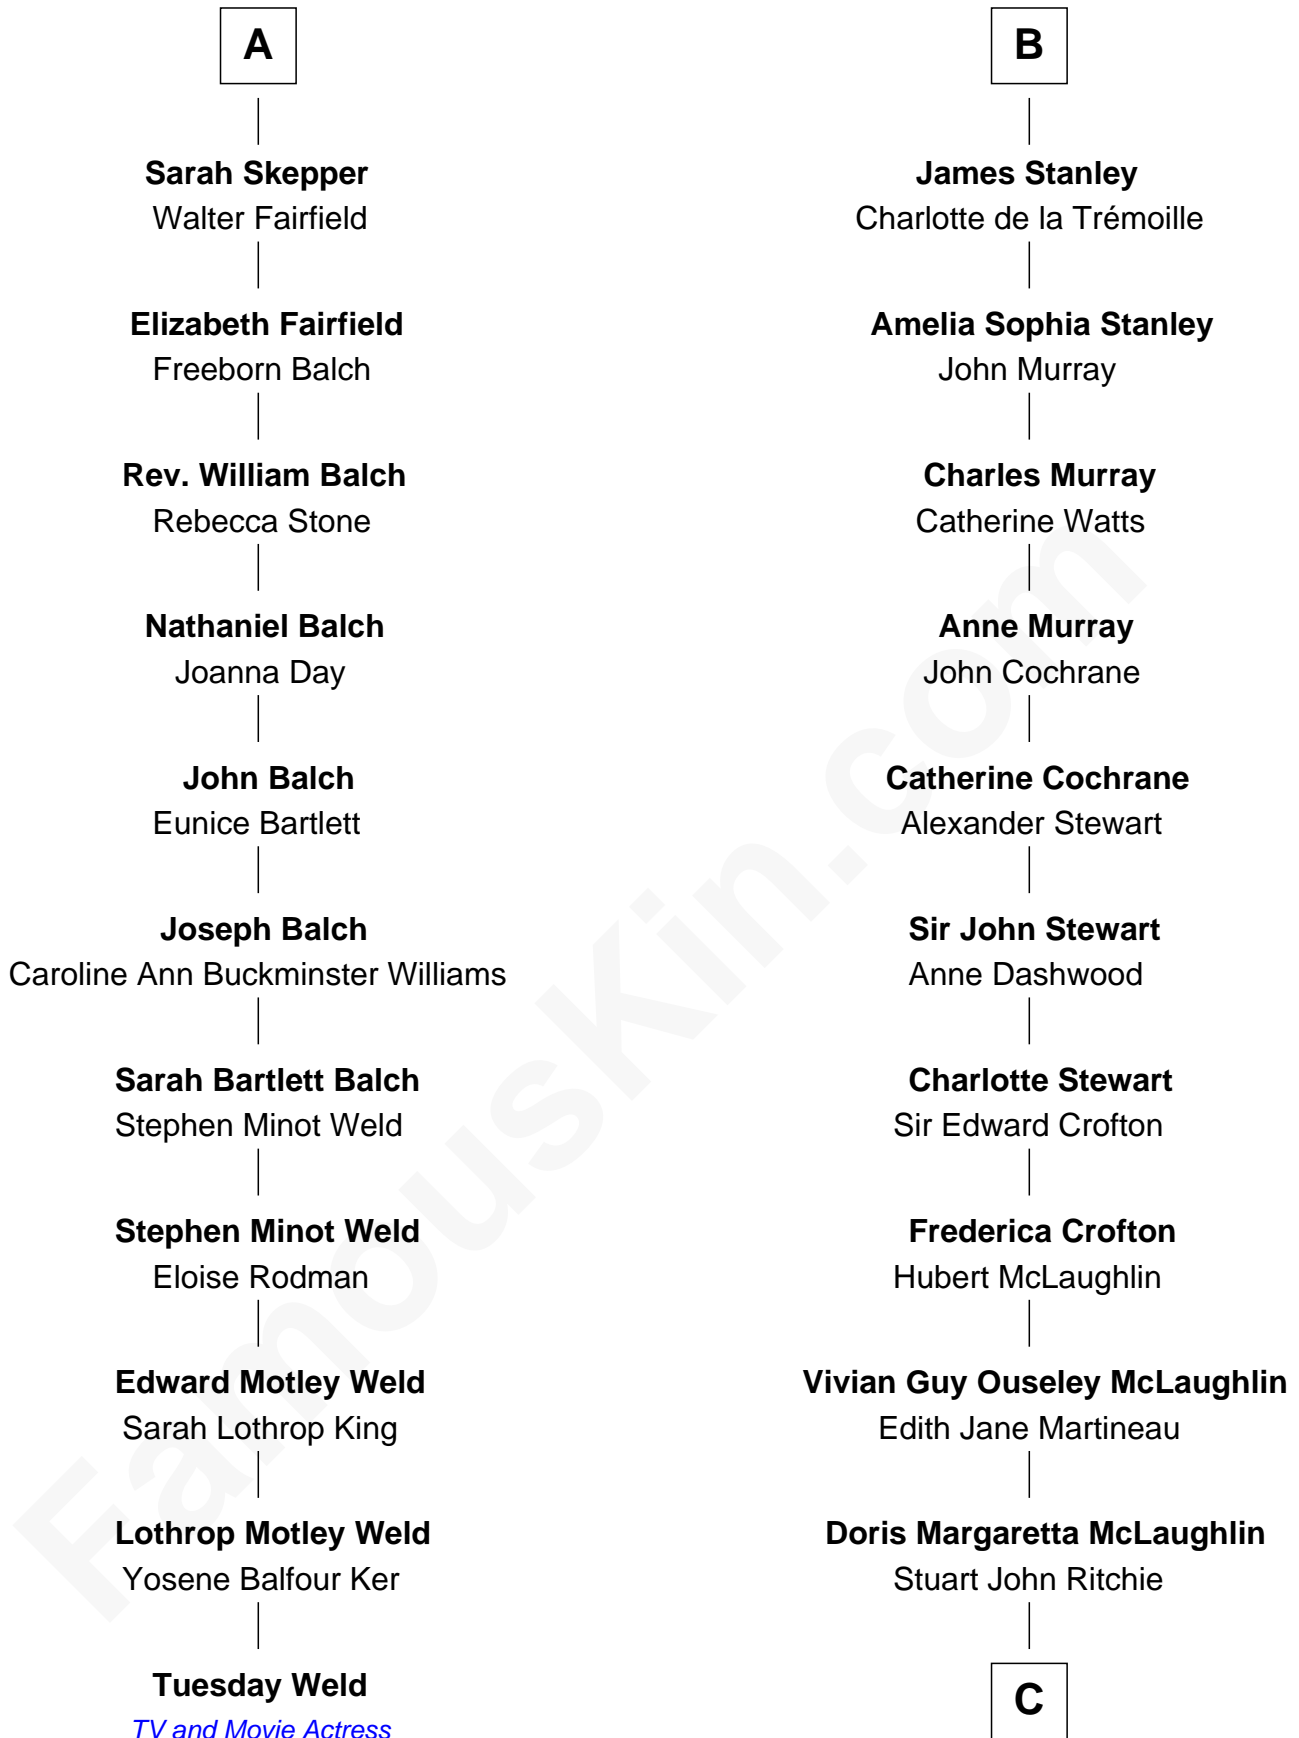 A
Sarah Skepper
Walter Fairfield
Elizabeth Fairfield
Freeborn Balch
Rev. William Balch
Rebecca Stone
Nathaniel Balch
Joanna Day
John Balch
Eunice Bartlett
Joseph Balch
Caroline Ann Buckminster Williams
Sarah Bartlett Balch
Stephen Minot Weld
Stephen Minot Weld
Eloise Rodman
Edward Motley Weld
Sarah Lothrop King
Lothrop Motley Weld
Yosene Balfour Ker
Tuesday Weld
TV and Movie Actress
B
James Stanley
Charlotte de la Trémoille
Amelia Sophia Stanley
John Murray
Charles Murray
Catherine Watts
Anne Murray
John Cochrane
Catherine Cochrane
Alexander Stewart
Sir John Stewart
Anne Dashwood
Charlotte Stewart
Sir Edward Crofton
Frederica Crofton
Hubert McLaughlin
Vivian Guy Ouseley McLaughlin
Edith Jane Martineau
Doris Margaretta McLaughlin
Stuart John Ritchie
C
FamousKin.com